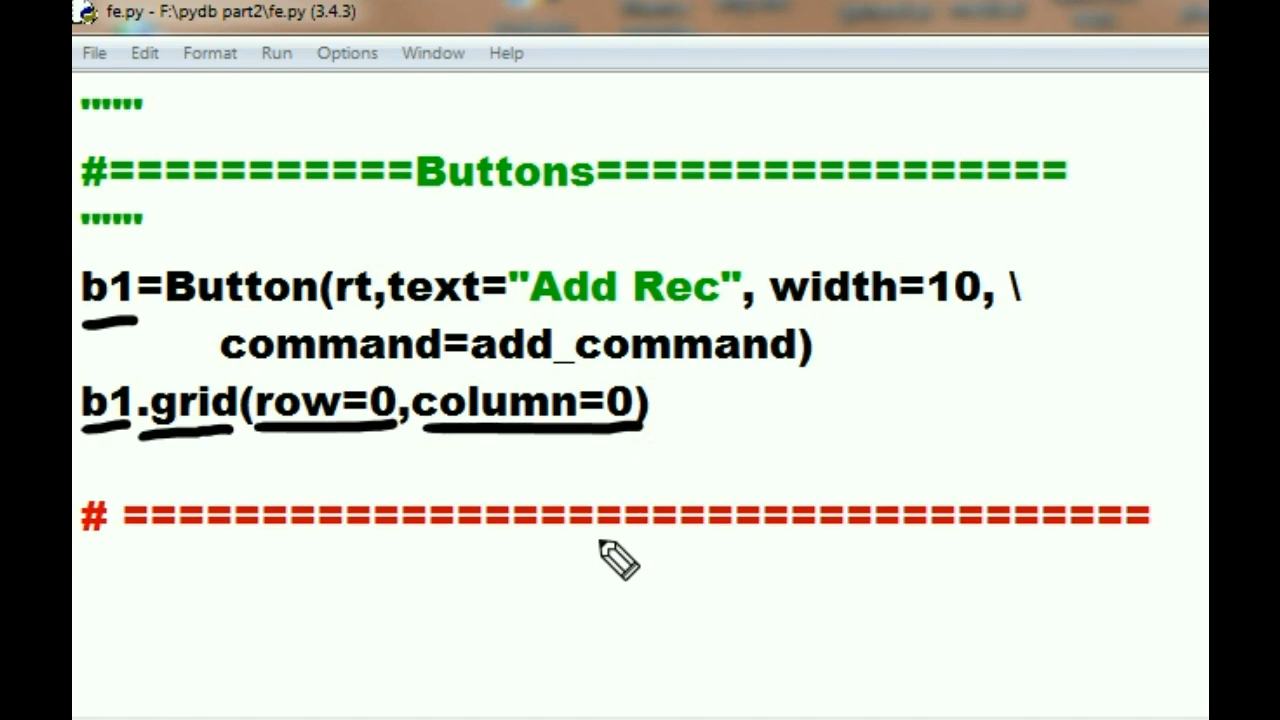 fe.py - F:\pydb part2\fe.py (3.4.3)
File Edit Format Run Options Window Help
""""""
#===========Buttons=================
""""""
b1=Button(rt,text="Add Rec", width=10, \
command=add_command)
b1.grid(row=0,column=0)
# =====================================